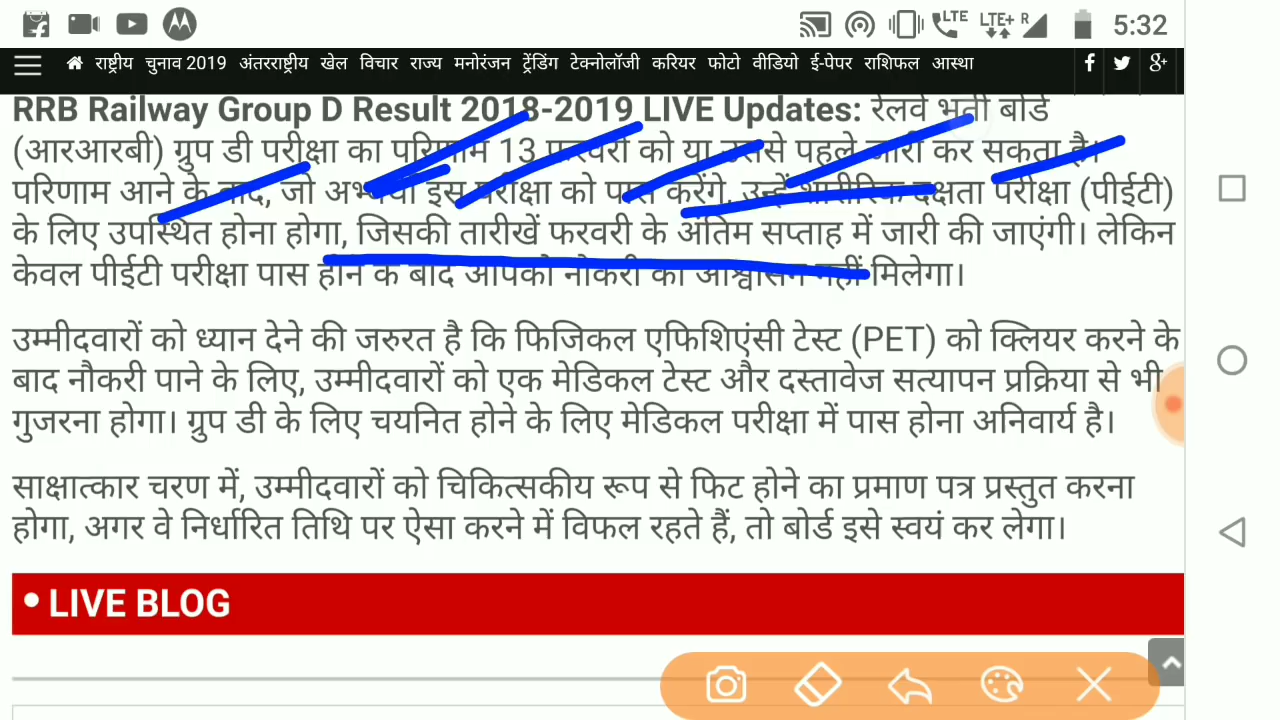 5:32
LTE LTE+ R
राष्ट्रीय चुनाव 2019 अंतरराष्ट्रीय खेल विचार राज्य मनोरंजन ट्रेंडिंग टेक्नोलॉजी करियर फोटो वीडियो ई-पेपर राशिफल आस्था
RRB Railway Group D Result 2018-2019 LIVE Updates: रेलवे भर्ती बोर्ड
(आरआरबी) ग्रुप डी परीक्षा का परिणाम 13 फरवरी को या उससे पहले जारी कर सकता है।
परिणाम आने के बाद, जो अभ्यर्थी इस परीक्षा को पास करेंगे, उन्हें शारीरिक दक्षता परीक्षा (पीईटी)
के लिए उपस्थित होना होगा, जिसकी तारीखें फरवरी के अंतिम सप्ताह में जारी की जाएंगी। लेकिन
केवल पीईटी परीक्षा पास होने के बाद आपको नौकरी का आश्वासन नहीं मिलेगा।
उम्मीदवारों को ध्यान देने की जरुरत है कि फिजिकल एफिशिएंसी टेस्ट (PET) को क्लियर करने के
बाद नौकरी पाने के लिए, उम्मीदवारों को एक मेडिकल टेस्ट और दस्तावेज सत्यापन प्रक्रिया से भी
गुजरना होगा। ग्रुप डी के लिए चयनित होने के लिए मेडिकल परीक्षा में पास होना अनिवार्य है।
साक्षात्कार चरण में, उम्मीदवारों को चिकित्सकीय रूप से फिट होने का प्रमाण पत्र प्रस्तुत करना
होगा, अगर वे निर्धारित तिथि पर ऐसा करने में विफल रहते हैं, तो बोर्ड इसे स्वयं कर लेगा।
• LIVE BLOG